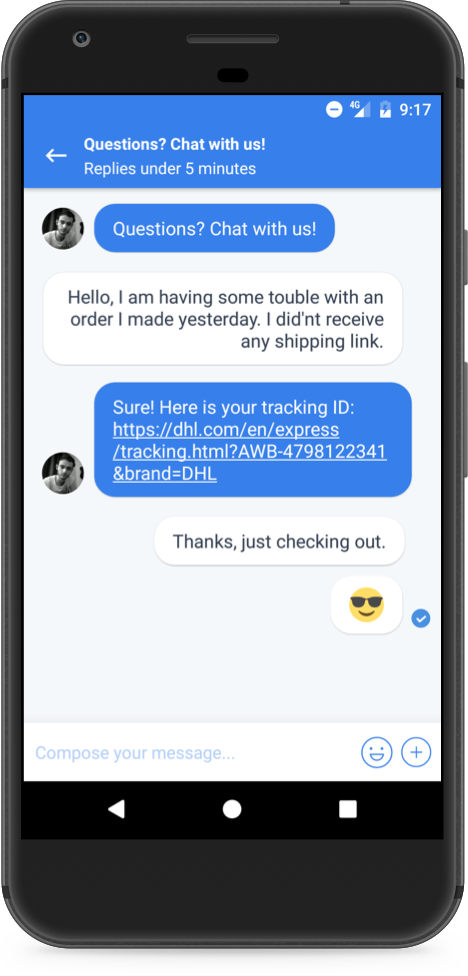 4G 9:17
Questions? Chat with us!
Replies under 5 minutes
Questions? Chat with us!
Hello, I am having some touble with an
order I made yesterday. I did'nt receive
any shipping link.
Sure! Here is your tracking ID:
https://dhl.com/en/express
/tracking.html?AWB-4798122341
&brand=DHL
Thanks, just checking out.
Compose your message...